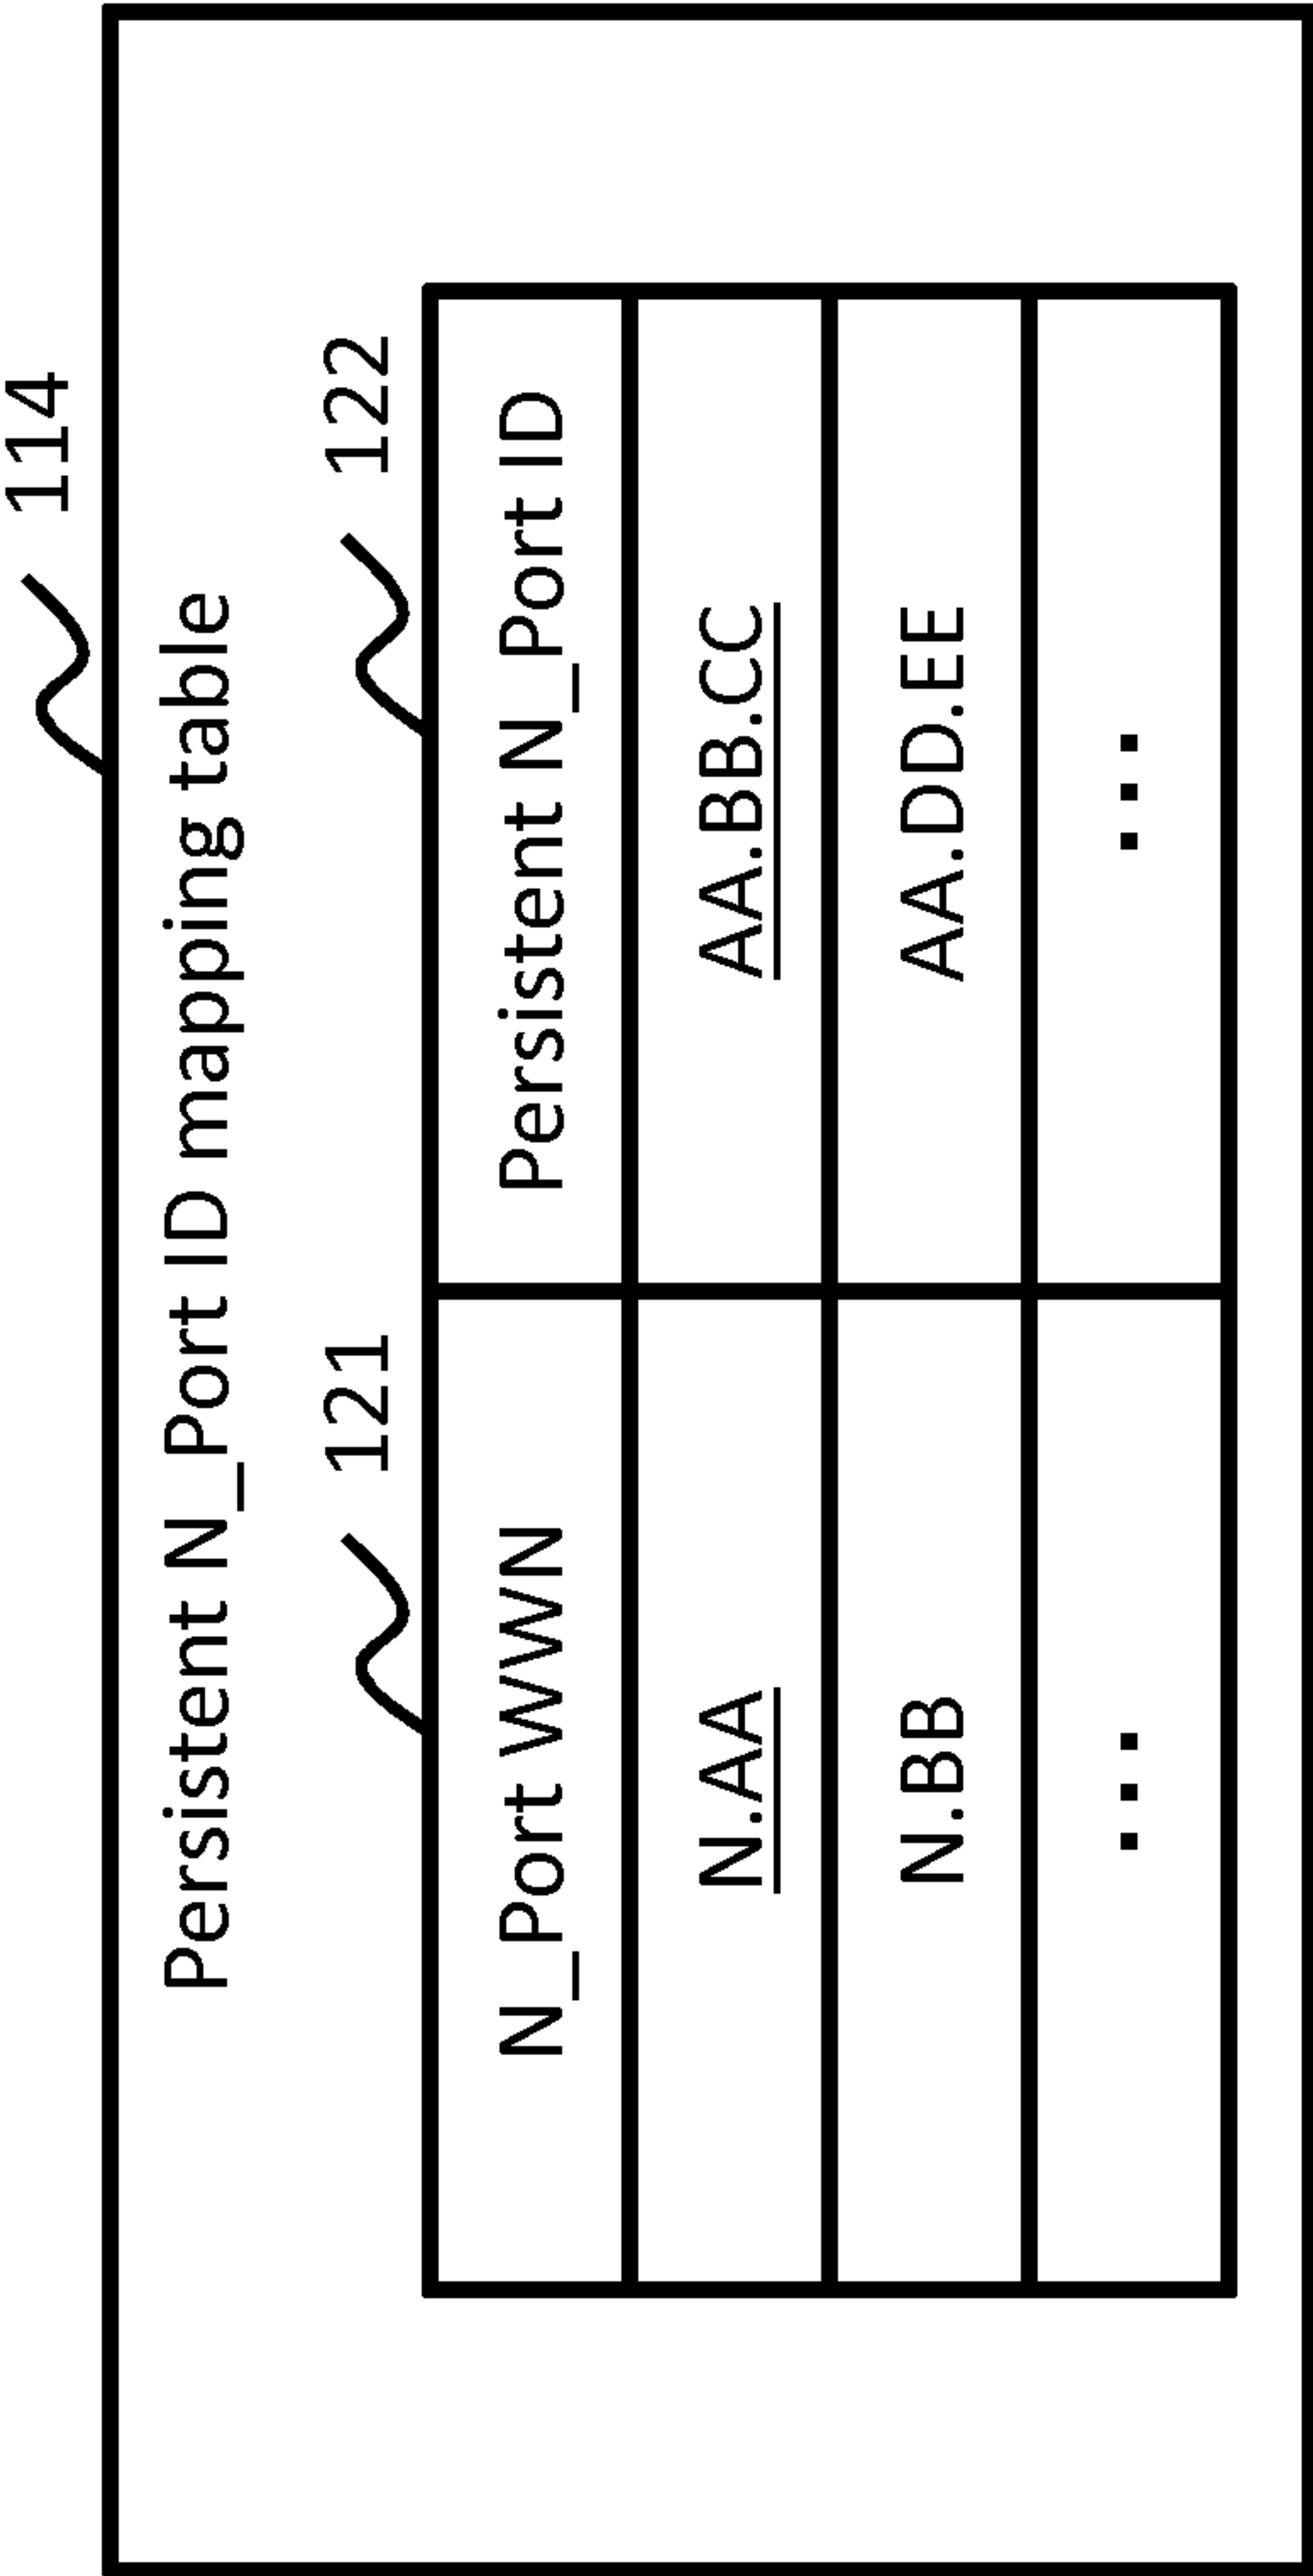 114
Persistent N_Port ID mapping table
121 122
N_Port WWN Persistent N_Port ID
N.AA AA.BB.CC
N.BB AA.DD.EE
... ...